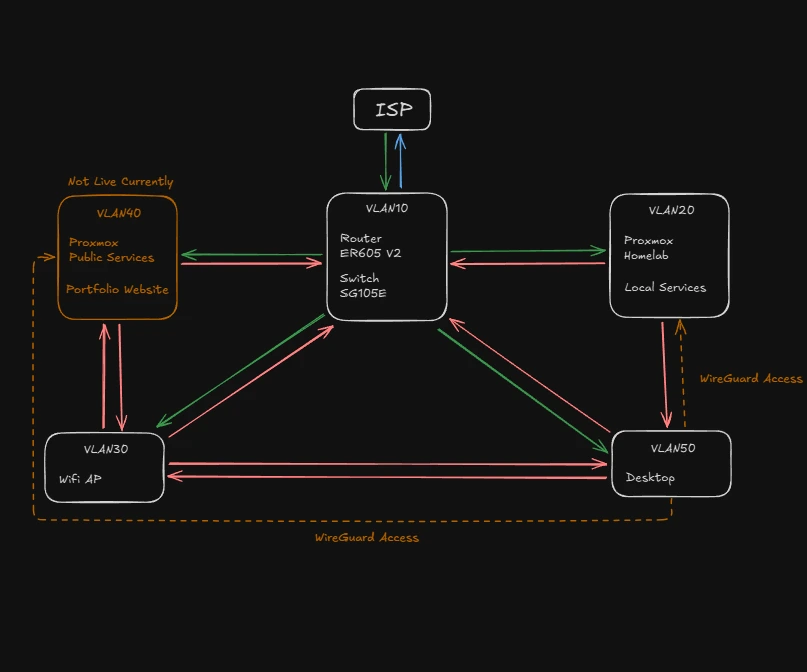 ISP
Not Live Currently
VLAN40
Proxmox
Public Services
Portfolio Website
VLAN10
Router
ER605 V2
Switch
SG105E
VLAN20
Proxmox
Homelab
Local Services
WireGuard Access
VLAN30
Wifi AP
VLAN50
Desktop
WireGuard Access